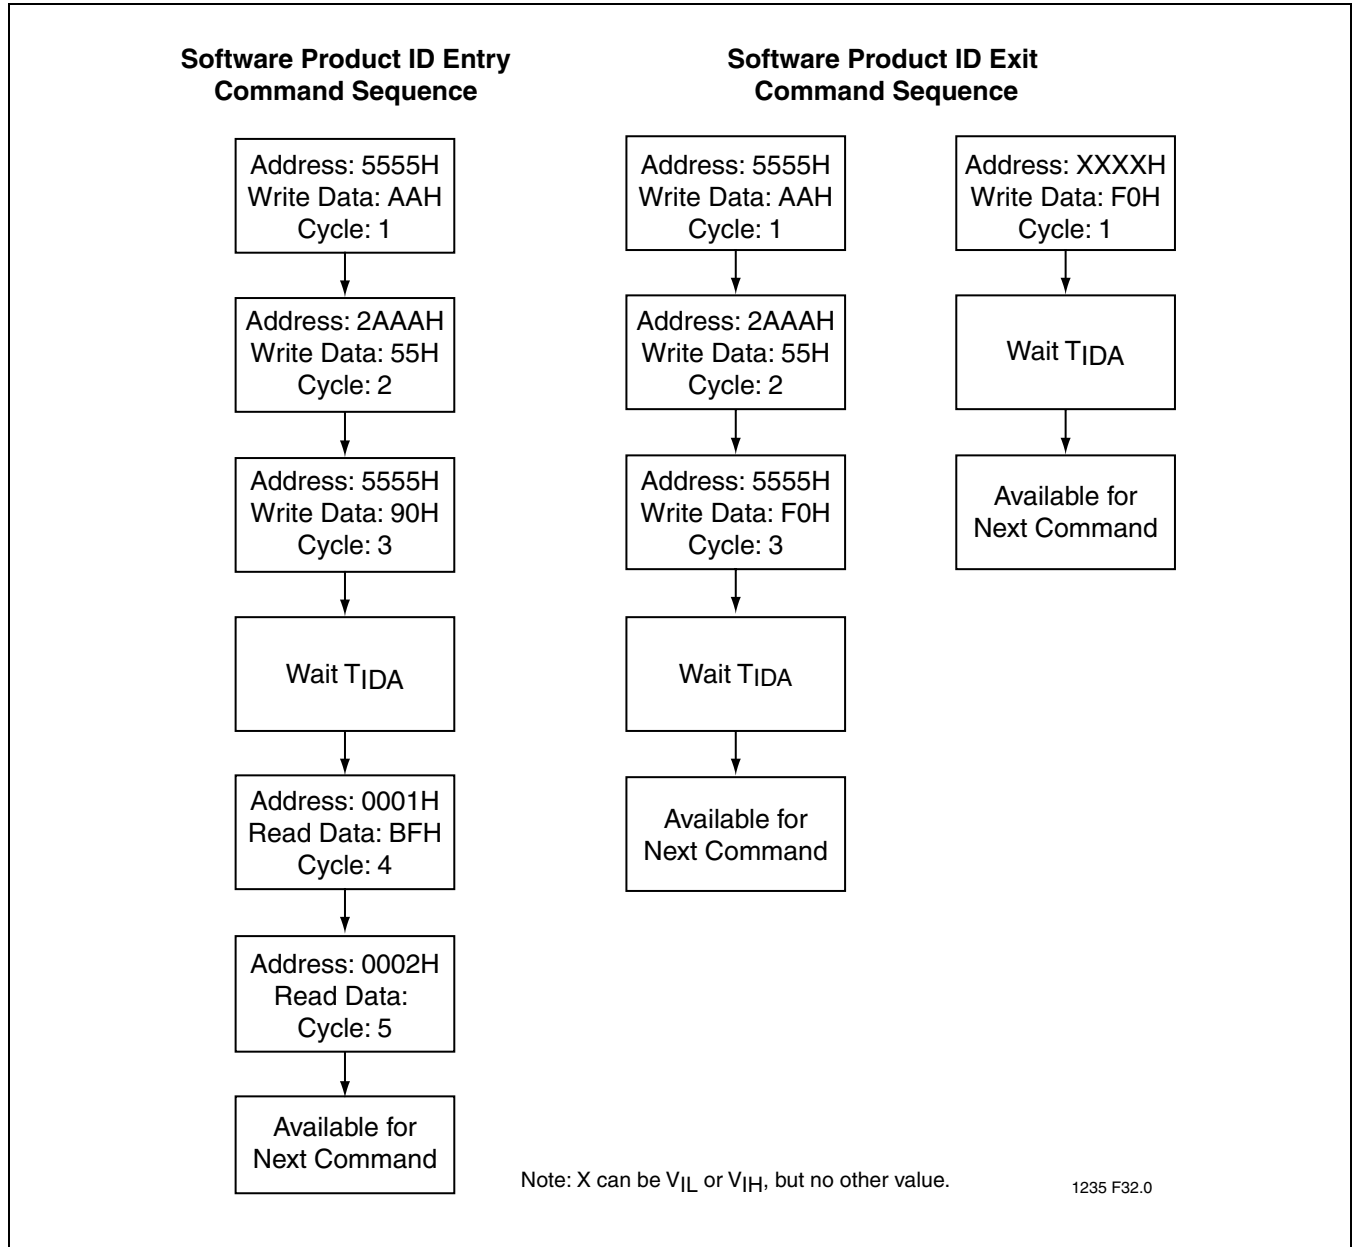 Software Product ID Entry
Command Sequence
Address: 5555H
Write Data: AAH
Cycle: 1
Address: 2AAAH
Write Data: 55H
Cycle: 2
Address: 5555H
Write Data: 90H
Cycle: 3
Wait TIDA
Address: 0001H
Read Data: BFH
Cycle: 4
Address: 0002H
Read Data:
Cycle: 5
Available for
Next Command
Software Product ID Exit
Command Sequence
Address: 5555H
Write Data: AAH
Cycle: 1
Address: 2AAAH
Write Data: 55H
Cycle: 2
Address: 5555H
Write Data: F0H
Cycle: 3
Wait TIDA
Available for
Next Command
Address: XXXXH
Write Data: F0H
Cycle: 1
Wait TIDA
Available for
Next Command
Note: X can be VIL or VIH, but no other value.
1235 F32.0